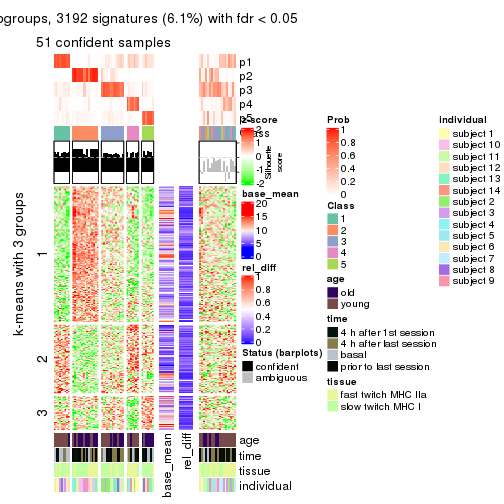 ogroups, 3192 signatures (6.1%) with fdr < 0.05
51 confident samples
p1
p2
p3
p4
p5
z-score
2
1
0
-1
-2
Class
Silhouette
score
base_mean
20
15
10
5
0
rel_diff
1
0.8
0.6
0.4
0.2
0
Status (barplots)
confident
ambiguous
Prob
1
0.8
0.6
0.4
0.2
0
Class
1
2
3
4
5
age
old
young
time
4 h after 1st session
4 h after last session
basal
prior to last session
tissue
fast twitch MHC IIa
slow twitch MHC I
individual
subject 1
subject 10
subject 11
subject 12
subject 13
subject 14
subject 2
subject 3
subject 4
subject 5
subject 6
subject 7
subject 8
subject 9
k-means with 3 groups
1
2
3
age
time
tissue
individual
base_mean
rel_diff